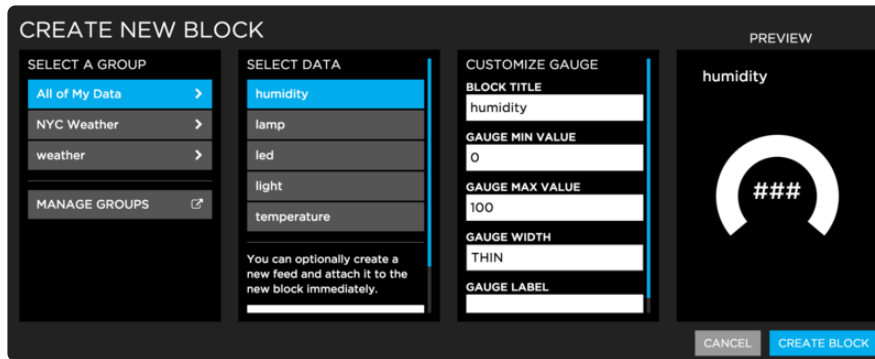 CREATE NEW BLOCK
SELECT A GROUP
All of My Data
NYC Weather
weather
MANAGE GROUPS
SELECT DATA
humidity
lamp
led
light
temperature
You can optionally create a
new feed and attach it to the
new block immediately.
CUSTOMIZE GAUGE
BLOCK TITLE
humidity
GAUGE MIN VALUE
0
GAUGE MAX VALUE
100
GAUGE WIDTH
THIN
GAUGE LABEL
PREVIEW
humidity
###
CANCEL
CREATE BLOCK